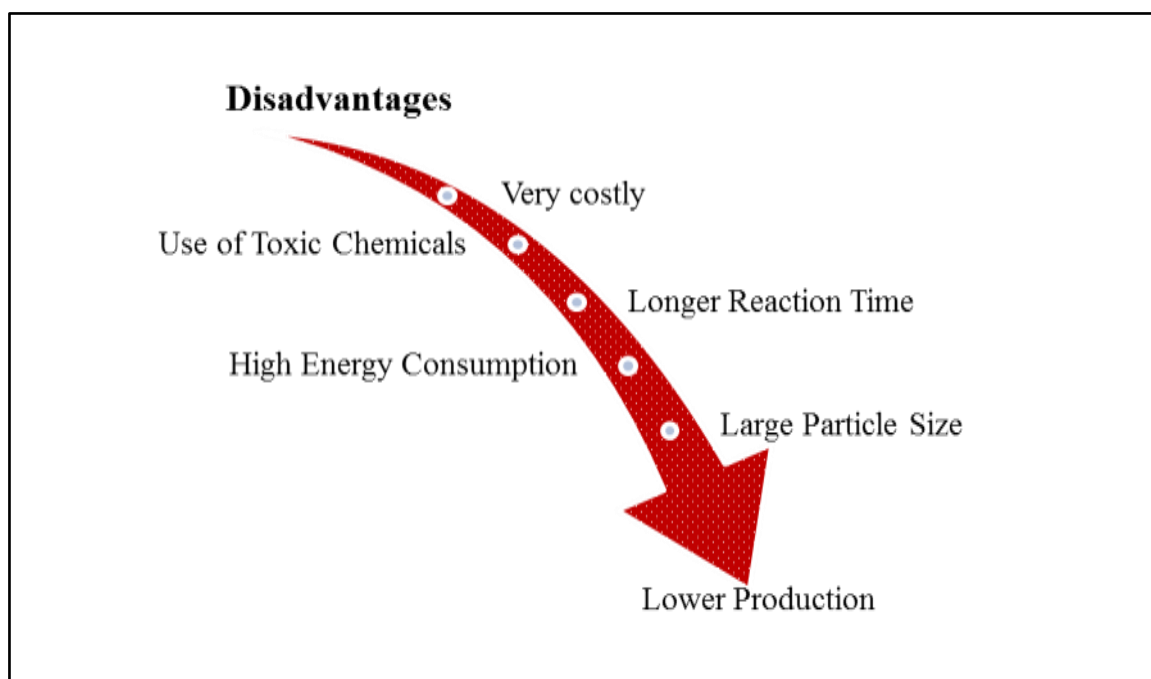 Disadvantages
Very costly
Use of Toxic Chemicals
Longer Reaction Time
High Energy Consumption
Large Particle Size
Lower Production